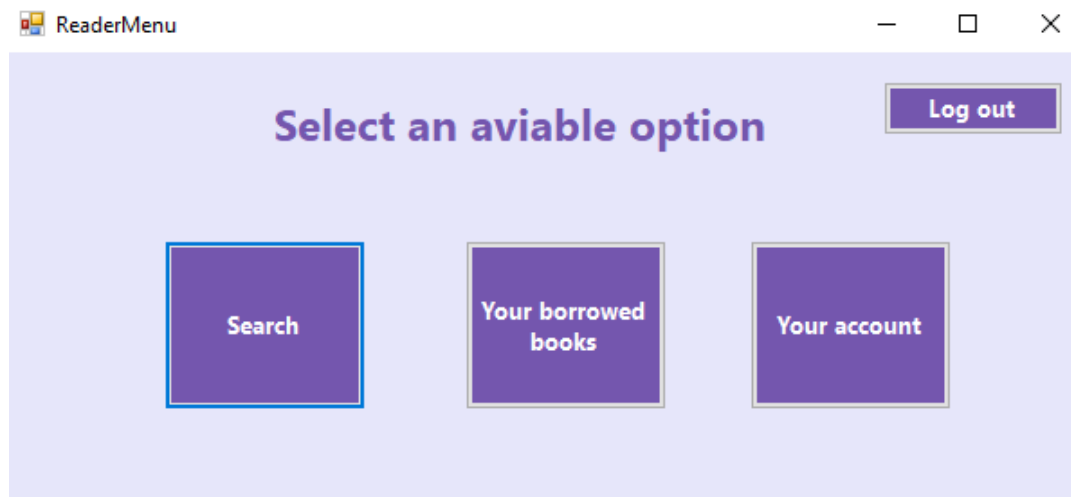 ReaderMenu
Log out
Select an aviable option
Search
Your borrowed
books
Your account